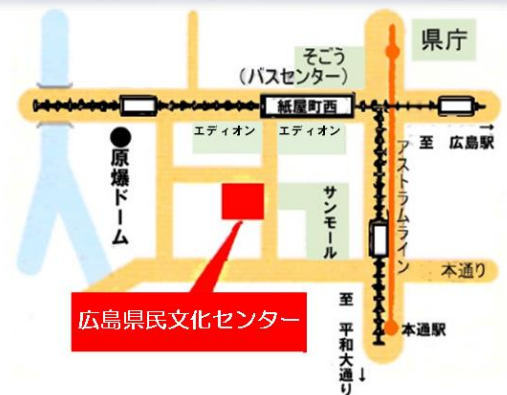 県庁
そごう
(バスセンター)
紙屋町西
エディオン
エディオン
至 広島駅
原爆ドーム
アストラムライン
サンモール
本通り
広島県民文化センター
至 平和大通り
本通駅